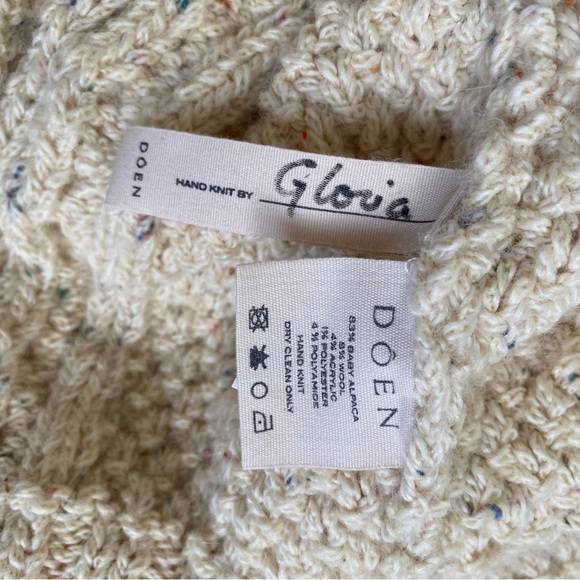 DÔEN
HAND KNIT BY Gloria
DÔEN
83% BABY ALPACA
8% WOOL
4% ACRYLIC
1% POLYESTER
4% POLYAMIDE
HAND KNIT
DRY CLEAN ONLY